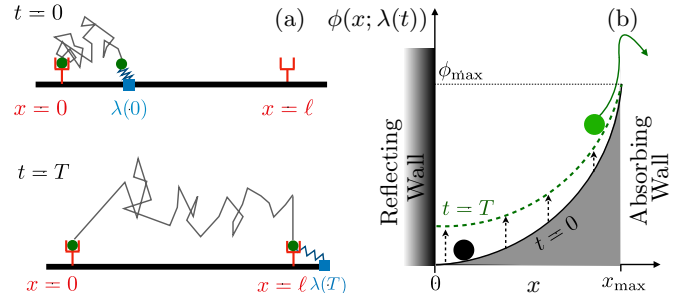 t = 0
(a)
x = 0
λ(0)
x = ℓ
t = T
x = 0
x = ℓ
λ(T)
ϕ(x; λ(t))
(b)
ϕmax
Reflecting Wall
t = T
t = 0
Absorbing Wall
0
x
xmax